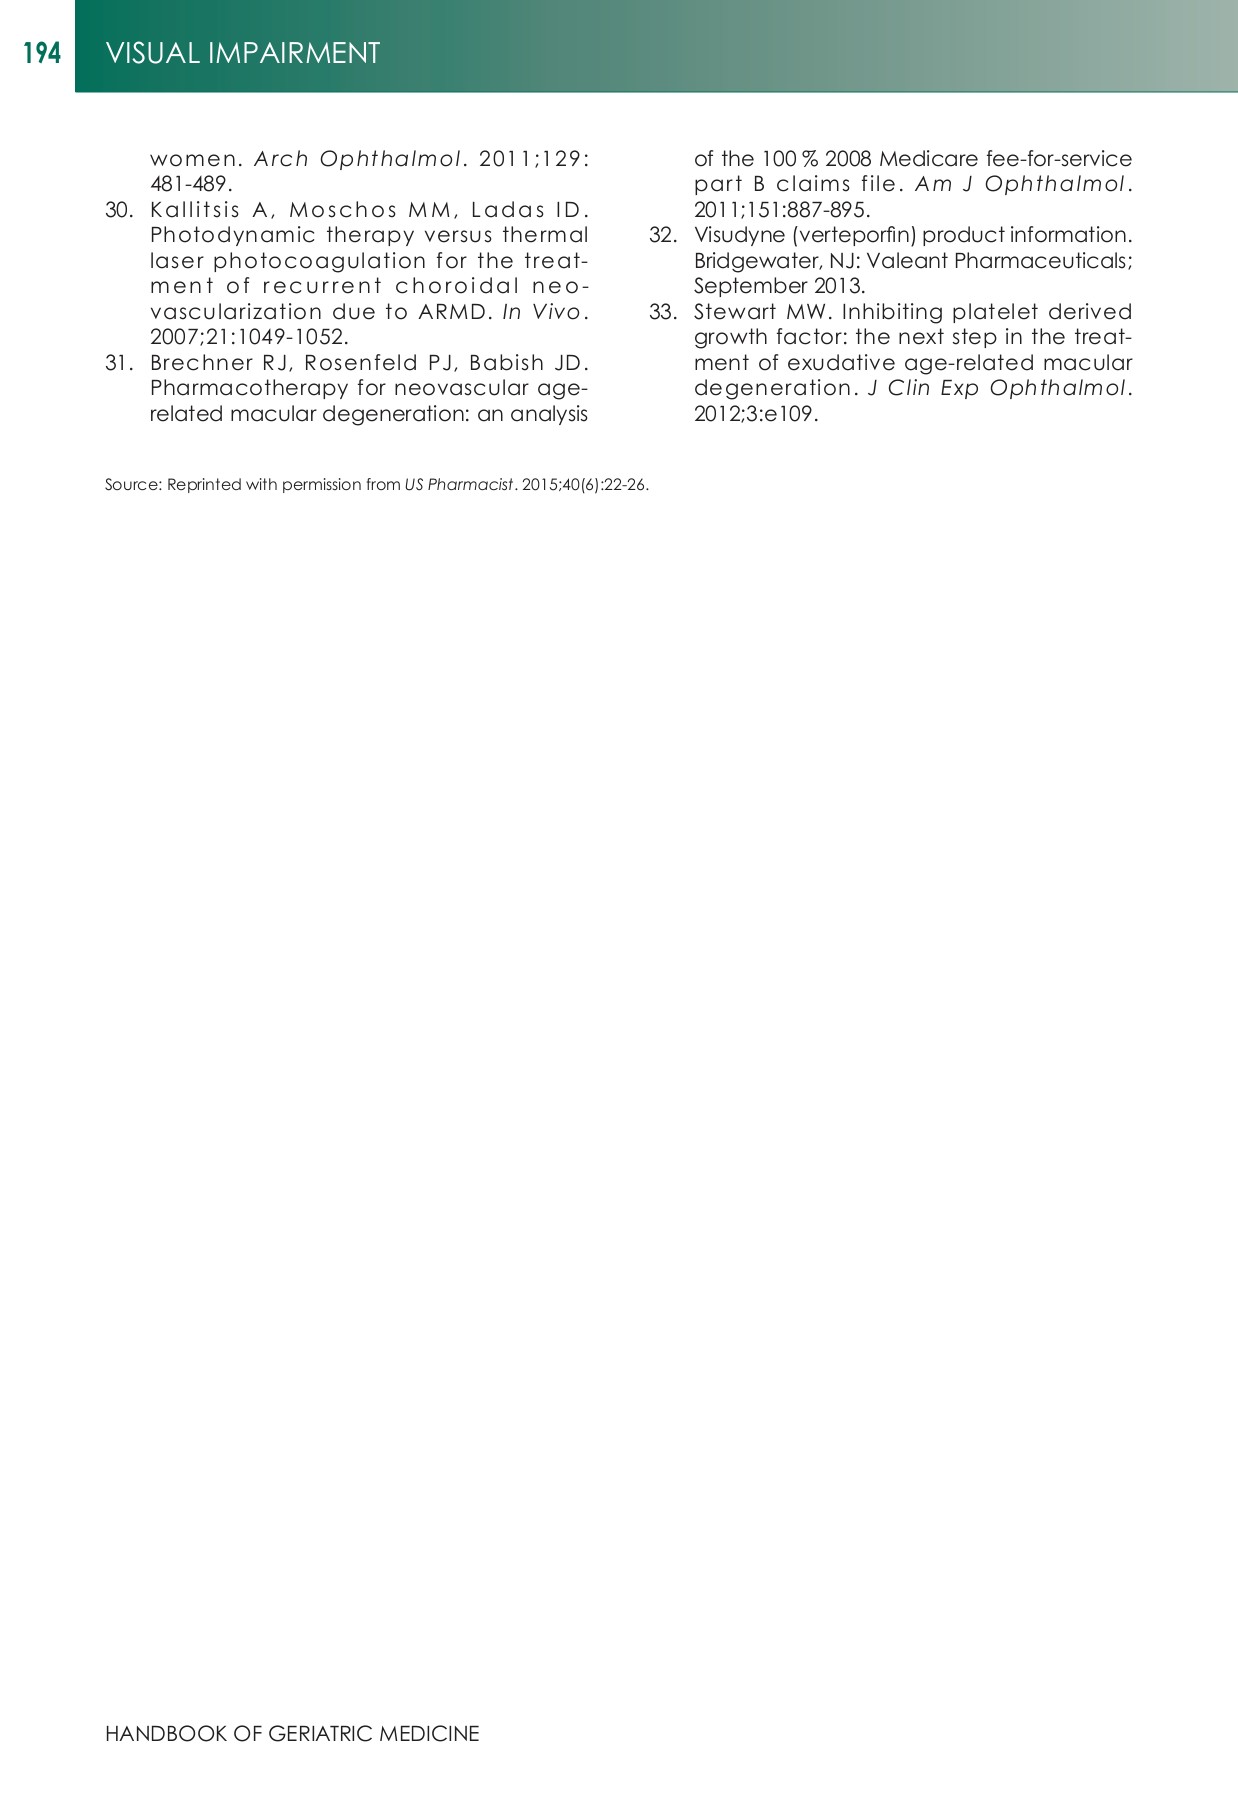 194
VISUAL IMPAIRMENT
women. Arch Ophthalmol. 2011;129:
481-489.
30. Kallitsis A, Moschos MM, Ladas ID.
Photodynamic therapy versus thermal
laser photocoagulation for the treat-
ment of recurrent choroidal neo-
vascularization due to ARMD. In Vivo.
2007;21:1049-1052.
31. Brechner RJ, Rosenfeld PJ, Babish JD.
Pharmacotherapy for neovascular age-
related macular degeneration: an analysis
of the 100 % 2008 Medicare fee-for-service
part B claims file. Am J Ophthalmol.
2011;151:887-895.
32. Visudyne (verteporfin) product information.
Bridgewater, NJ: Valeant Pharmaceuticals;
September 2013.
33. Stewart MW. Inhibiting platelet derived
growth factor: the next step in the treat-
ment of exudative age-related macular
degeneration. J Clin Exp Ophthalmol.
2012;3:e109.
Source: Reprinted with permission from US Pharmacist. 2015;40(6):22-26.
HANDBOOK OF GERIATRIC MEDICINE